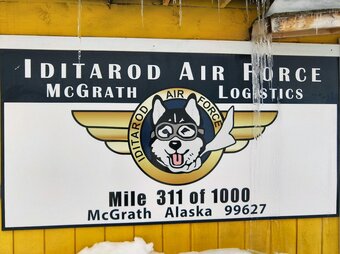 IDITAROD AIR FORCE
MCGRATH LOGISTICS
IDITAROD AIR FORCE
Mile 311 of 1000
McGrath Alaska 99627